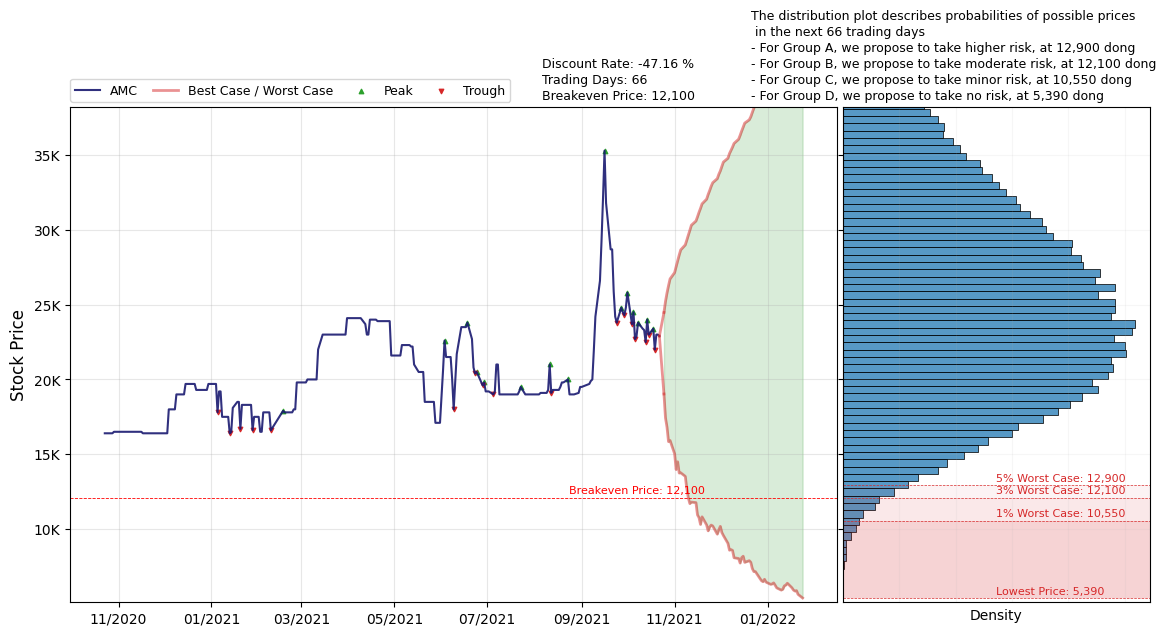 The distribution plot describes probabilities of possible prices
in the next 66 trading days
- For Group A, we propose to take higher risk, at 12,900 dong
- For Group B, we propose to take moderate risk, at 12,100 dong
- For Group C, we propose to take minor risk, at 10,550 dong
- For Group D, we propose to take no risk, at 5,390 dong
Discount Rate: -47.16 %
Trading Days: 66
Breakeven Price: 12,100
AMC
Best Case / Worst Case
Peak
Trough
Stock Price
35K
30K
25K
20K
15K
10K
Breakeven Price: 12,100
11/2020
01/2021
03/2021
05/2021
07/2021
09/2021
11/2021
01/2022
5% Worst Case: 12,900
3% Worst Case: 12,100
1% Worst Case: 10,550
Lowest Price: 5,390
Density